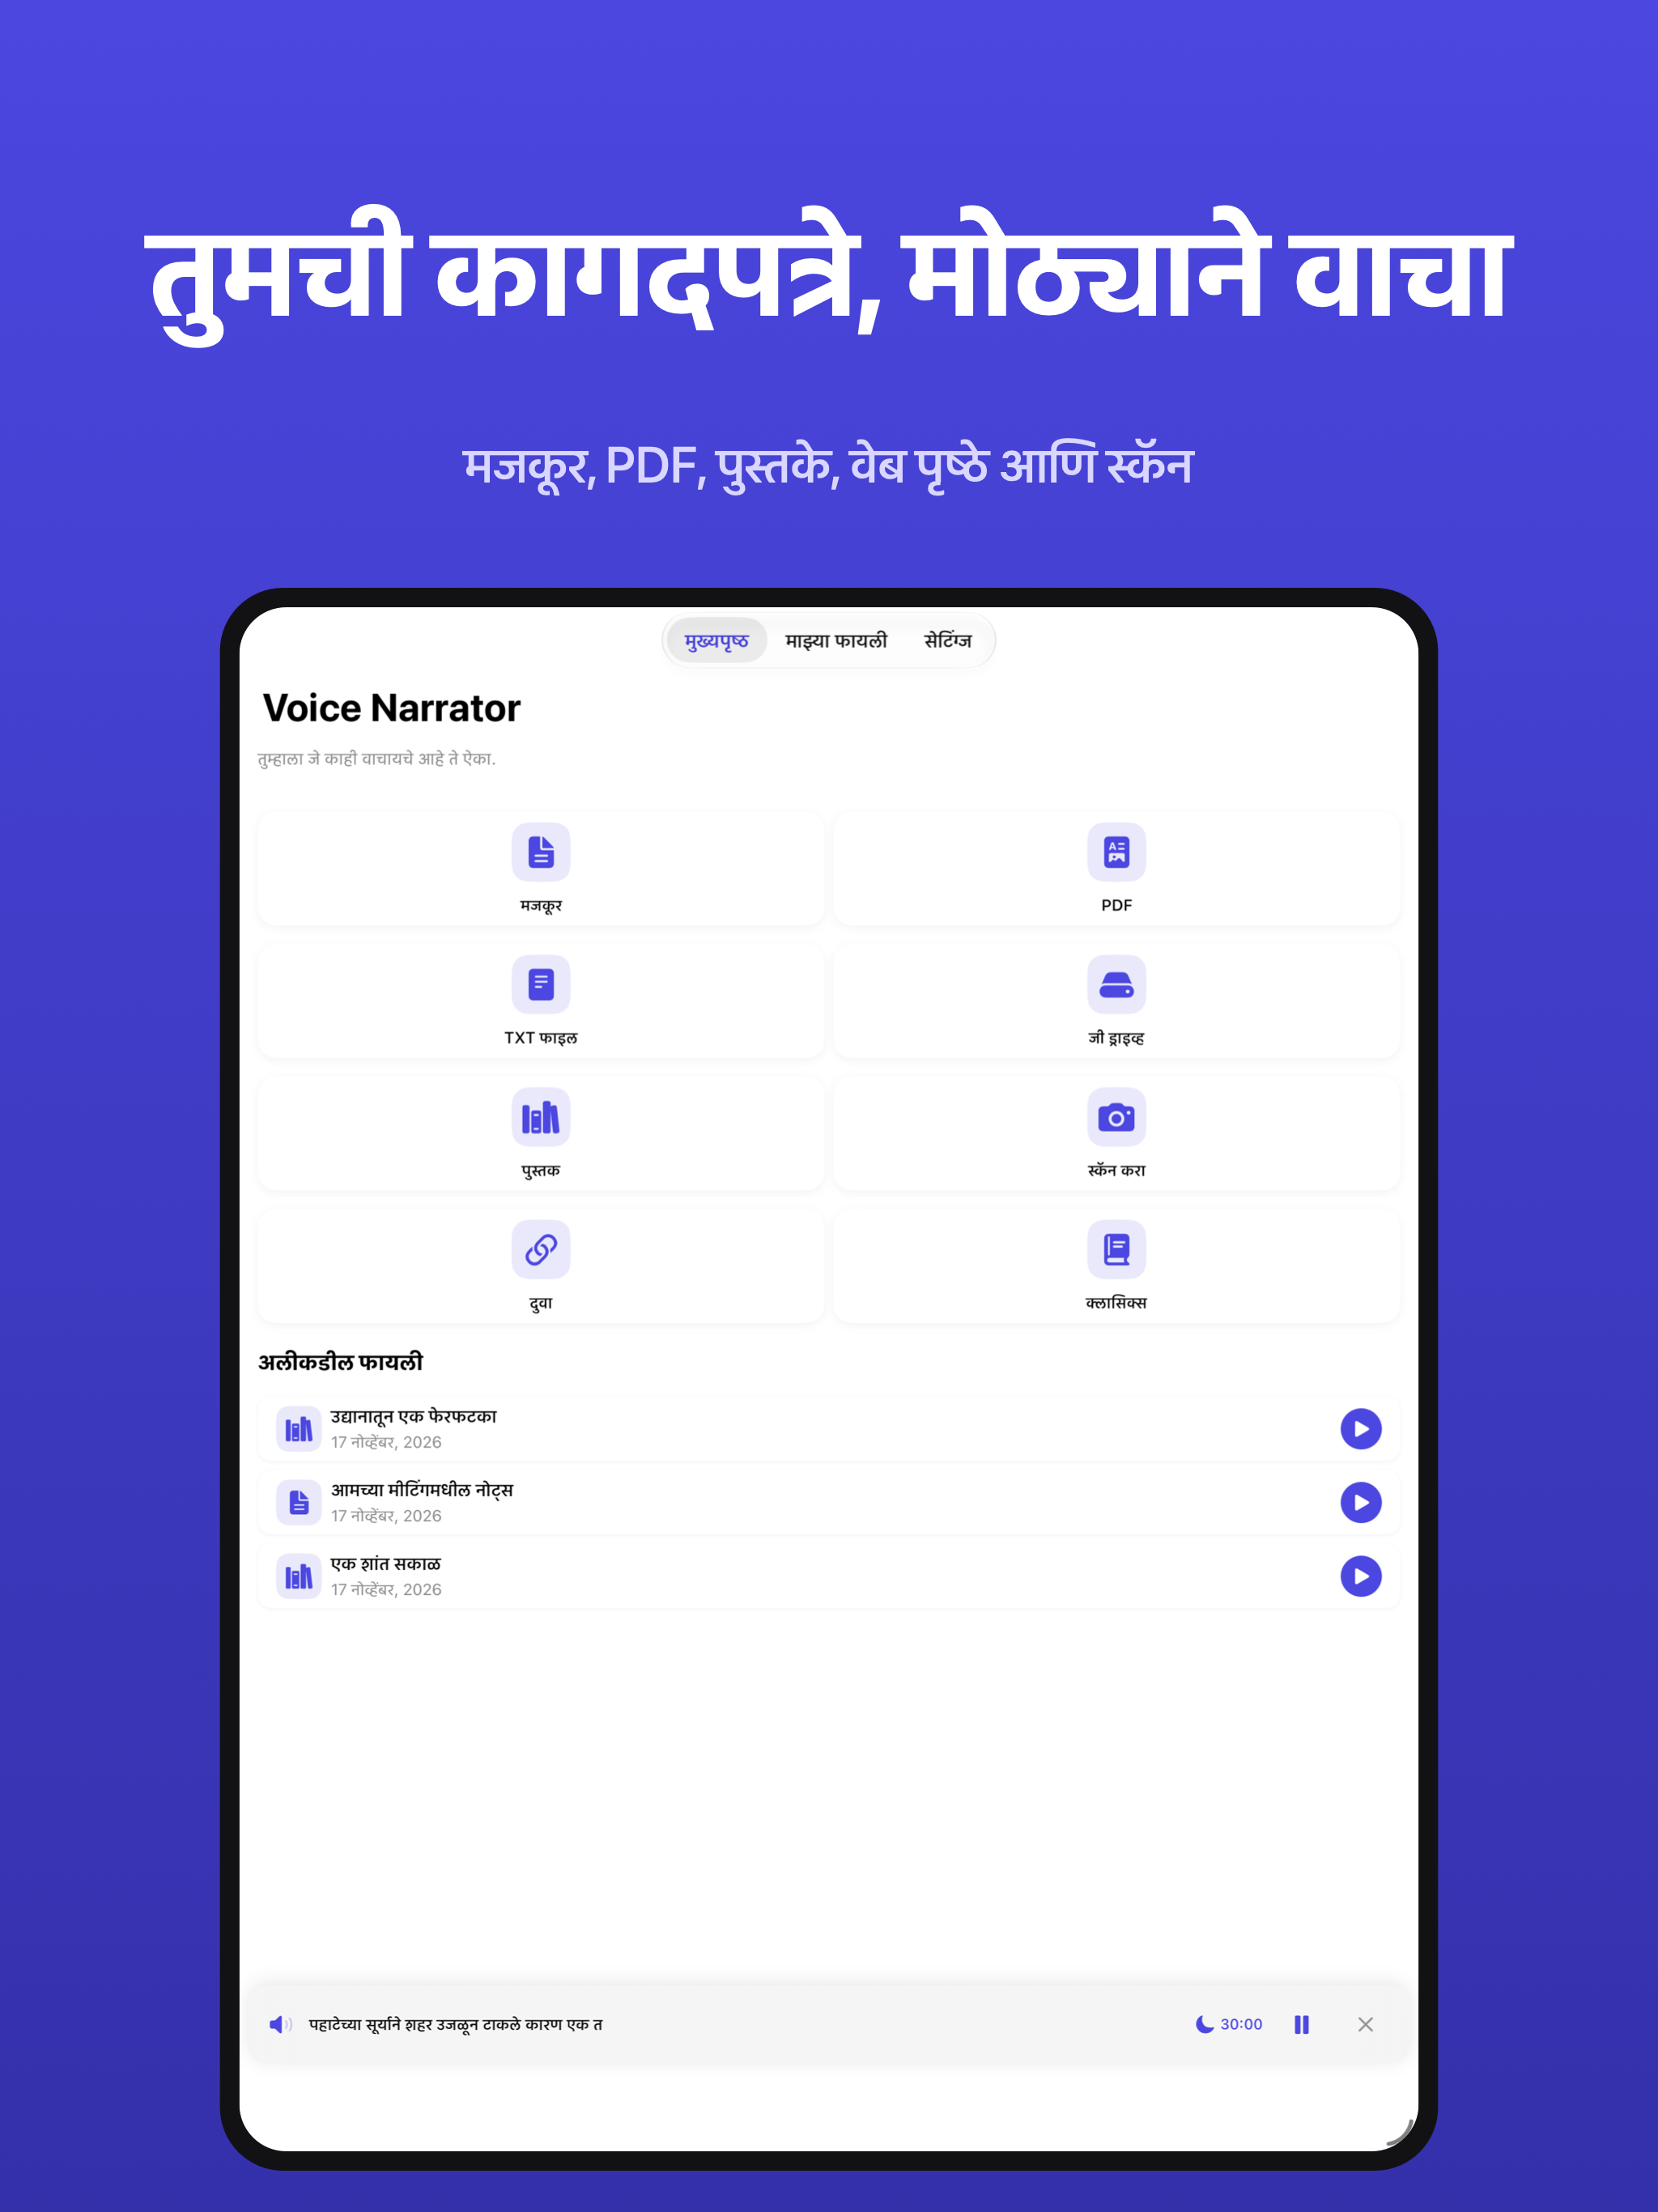 तुमची कागदपत्रे, मोठ्याने वाचा
मजकूर, PDF, पुस्तके, वेब पृष्ठे आणि स्कॅन
मुख्यपृष्ठ माझ्या फायली सेटिंग्ज
Voice Narrator
तुम्हाला जे काही वाचायचे आहे ते ऐका.
मजकूर PDF
TXT फाइल जी ड्राइव्ह
पुस्तक स्कॅन करा
दुवा क्लासिक्स
अलीकडील फायली
उद्यानातून एक फेरफटका
17 नोव्हेंबर, 2026
आमच्या मीटिंगमधील नोट्स
17 नोव्हेंबर, 2026
एक शांत सकाळ
17 नोव्हेंबर, 2026
पहाटेच्या सूर्याने शहर उजळून टाकले कारण एक त 30:00